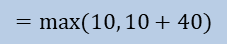 = max(10, 10 + 40)